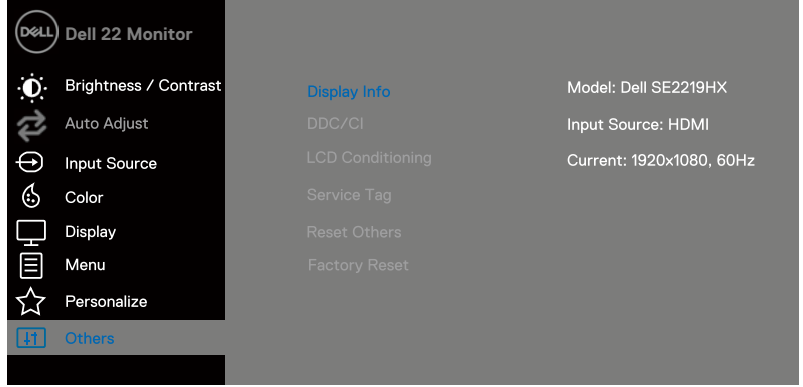 DELL
Dell 22 Monitor
Brightness / Contrast
Auto Adjust
Input Source
Color
Display
Menu
Personalize
Others
Display Info
DDC/CI
LCD Conditioning
Service Tag
Reset Others
Factory Reset
Model: Dell SE2219HX
Input Source: HDMI
Current: 1920x1080, 60Hz